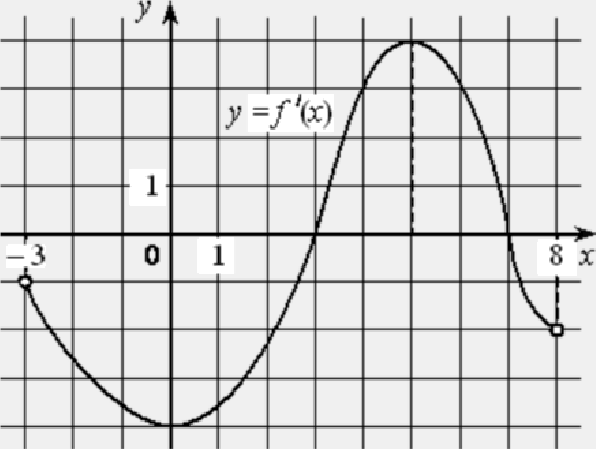 y
y = f'(x)
1
−3 0 1 8 x